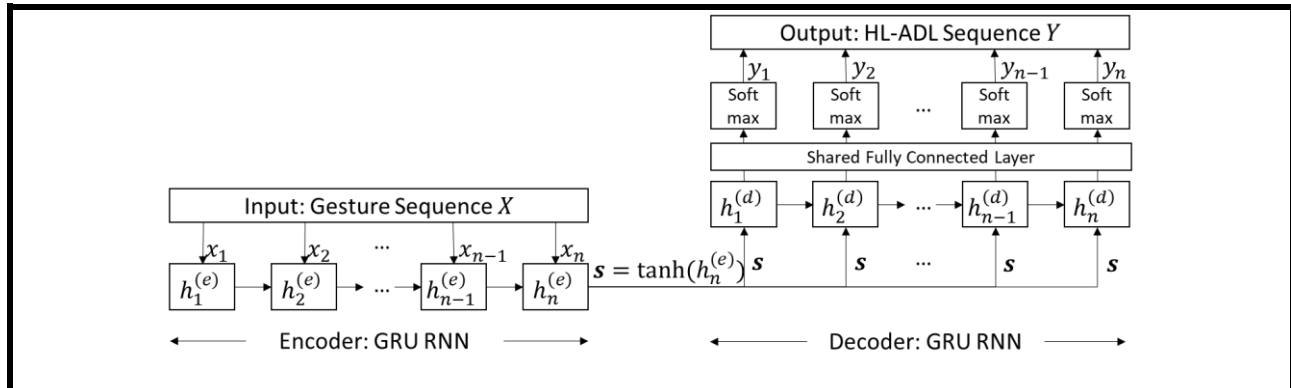 Output: HL-ADL Sequence Y
y₁ y₂ yₙ₋₁ yₙ
Soft max Soft max ... Soft max Soft max
Shared Fully Connected Layer
h₁⁽ᵈ⁾ h₂⁽ᵈ⁾ ... hₙ₋₁⁽ᵈ⁾ hₙ⁽ᵈ⁾
Input: Gesture Sequence X
x₁ x₂ ... xₙ₋₁ xₙ
s = tanh(hₙ⁽ᵉ⁾) s s ... s s
h₁⁽ᵉ⁾ h₂⁽ᵉ⁾ ... hₙ₋₁⁽ᵉ⁾ hₙ⁽ᵉ⁾
Encoder: GRU RNN Decoder: GRU RNN